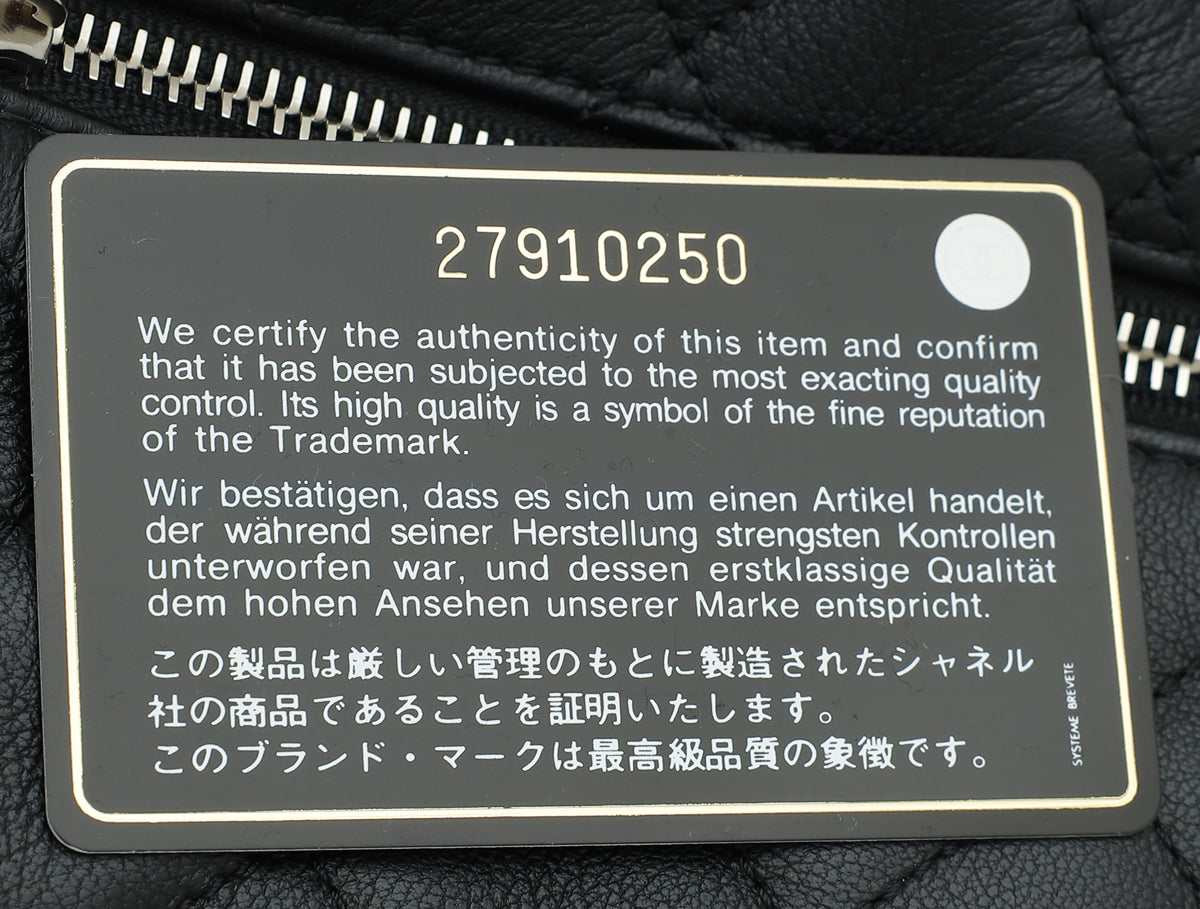 27910250
We certify the authenticity of this item and confirm
that it has been subjected to the most exacting quality
control. Its high quality is a symbol of the fine reputation
of the Trademark.
Wir bestätigen, dass es sich um einen Artikel handelt,
der während seiner Herstellung strengsten Kontrollen
unterworfen war, und dessen erstklassige Qualität
dem hohen Ansehen unserer Marke entspricht.
この製品は厳しい管理のもとに製造されたシャネル
社の商品であることを証明いたします。
このブランド・マークは最高級品質の象徴です。
SYSTEME BREVETE